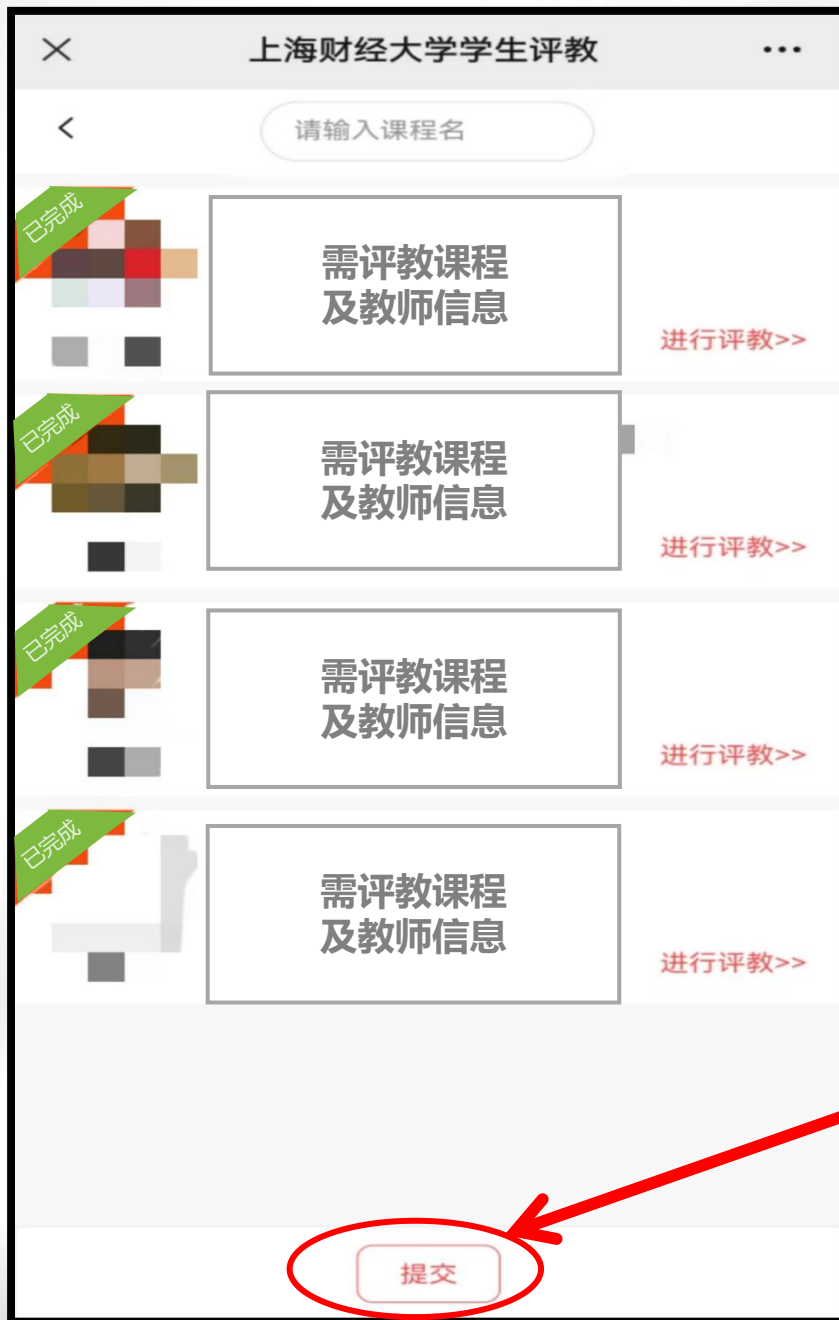 上海财经大学学生评教
请输入课程名
已完成
需评教课程
及教师信息
进行评教>>
已完成
需评教课程
及教师信息
进行评教>>
已完成
需评教课程
及教师信息
进行评教>>
已完成
需评教课程
及教师信息
进行评教>>
提交